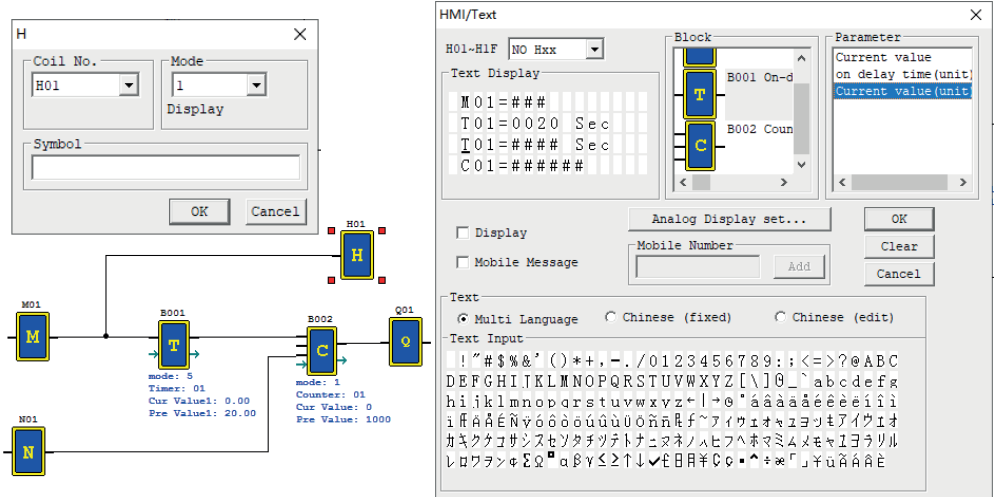 H
Coil No.
H01
Mode
1
Display
Symbol
OK
Cancel
H01
H
M01
M
B001
T
mode: 5
Timer: 01
Cur Value1: 0.00
Pre Value1: 20.00
B002
C
mode: 1
Counter: 01
Cur Value: 0
Pre Value: 1000
Q01
Q
N01
N
HMI/Text
H01~H1F
NO Hxx
Text Display
M01=###
T01=0020 Sec
T01=#### Sec
C01=######
Block
T
B001 On-d
C
B002 Coun
Parameter
Current value
on delay time(unit
Current value(unit
Display
Mobile Message
Analog Display set...
Mobile Number
Add
OK
Clear
Cancel
Text
Multi Language
Chinese (fixed)
Chinese (edit)
Text Input
!"#$%&'()*+,-./0123456789:;<=>?@ABC
DEFGHIJKLMNOPQRSTUVWXYZ[\]0_`abcdefg
hijklmnopqrstuvwxyz